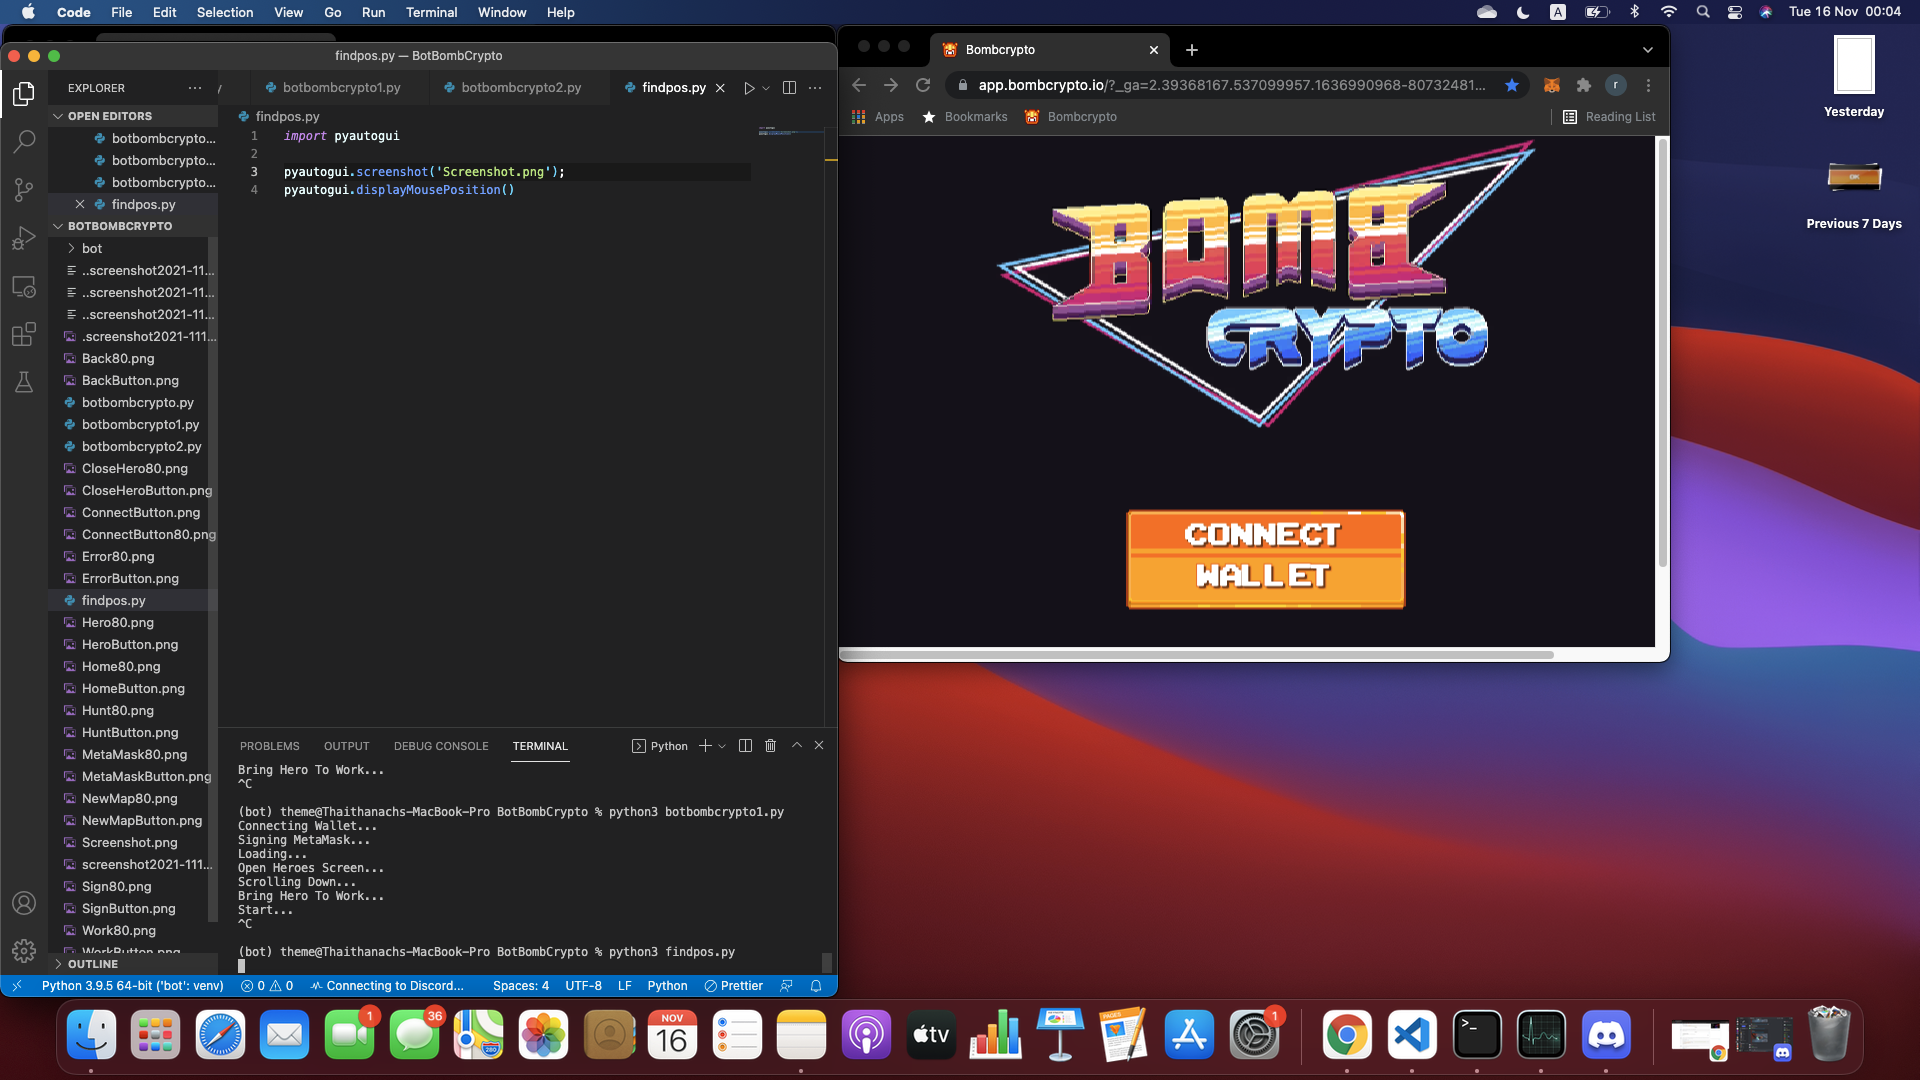 Code File Edit Selection View Go Run Terminal Window Help
A
Tue 16 Nov 00:04
findpos.py — BotBombCrypto
EXPLORER
botbombcrypto1.py
botbombcrypto2.py
findpos.py
OPEN EDITORS
botbombcrypto...
botbombcrypto...
botbombcrypto...
findpos.py
BOTBOMBCRYPTO
bot
..screenshot2021-11...
..screenshot2021-11...
..screenshot2021-11...
.screenshot2021-111...
Back80.png
BackButton.png
botbombcrypto.py
botbombcrypto1.py
botbombcrypto2.py
CloseHero80.png
CloseHeroButton.png
ConnectButton.png
ConnectButton80.png
Error80.png
ErrorButton.png
findpos.py
Hero80.png
HeroButton.png
Home80.png
HomeButton.png
Hunt80.png
HuntButton.png
MetaMask80.png
MetaMaskButton.png
NewMap80.png
NewMapButton.png
Screenshot.png
screenshot2021-111...
Sign80.png
SignButton.png
Work80.png
WorkButton.png
OUTLINE
findpos.py
1 import pyautogui
2
3 pyautogui.screenshot('Screenshot.png');
4 pyautogui.displayMousePosition()
PROBLEMS OUTPUT DEBUG CONSOLE TERMINAL
Python
Bring Hero To Work...
^C
(bot) theme@Thaithanachs-MacBook-Pro BotBombCrypto % python3 botbombcrypto1.py
Connecting Wallet...
Signing MetaMask...
Loading...
Open Heroes Screen...
Scrolling Down...
Bring Hero To Work...
Start...
^C
(bot) theme@Thaithanachs-MacBook-Pro BotBombCrypto % python3 findpos.py
Python 3.9.5 64-bit ('bot': venv) 0 0 Connecting to Discord... Spaces: 4 UTF-8 LF Python Prettier
Bombcrypto
app.bombcrypto.io/?_ga=2.39368167.537099957.1636990968-80732481...
r
Apps Bookmarks Bombcrypto
Reading List
BOMB
CRYPTO
CONNECT
WALLET
Yesterday
OK
Previous 7 Days
1
36
280
NOV
16
tv
1